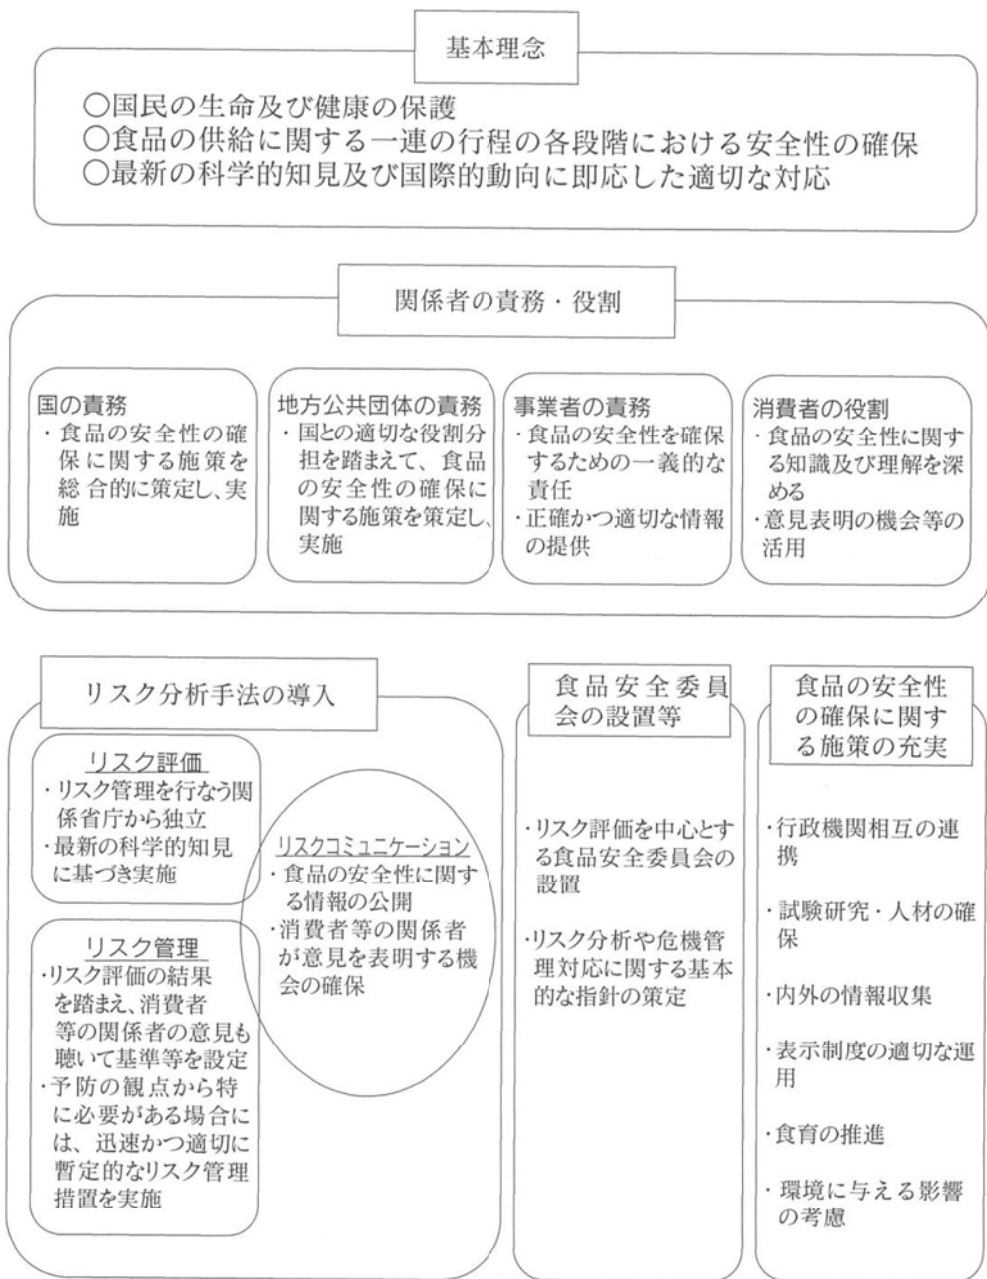 基本理念
○国民の生命及び健康の保護
○食品の供給に関する一連の行程の各段階における安全性の確保
○最新の科学的知見及び国際的動向に即応した適切な対応
関係者の責務・役割
国の責務
・食品の安全性の確
保に関する施策を
総合的に策定し、実
施
地方公共団体の責務
・国との適切な役割分
担を踏まえて、食品
の安全性の確保に
関する施策を策定し、
実施
事業者の責務
・食品の安全性を確保
するための一義的な
責任
・正確かつ適切な情報
の提供
消費者の役割
・食品の安全性に関す
る知識及び理解を深
める
・意見表明の機会等の
活用
リスク分析手法の導入
リスク評価
・リスク管理を行なう関
係省庁から独立
・最新の科学的知見
に基づき実施
リスクコミュニケーション
・食品の安全性に関す
る情報の公開
・消費者等の関係者
が意見を表明する機
会の確保
リスク管理
・リスク評価の結果
を踏まえ、消費者
等の関係者の意見も
聴いて基準等を設定
・予防の観点から特
に必要がある場合に
は、迅速かつ適切に
暫定的なリスク管理
措置を実施
食品安全委員
会の設置等
・リスク評価を中心とす
る食品安全委員会の
設置
・リスク分析や危機管
理対応に関する基本
的な指針の策定
食品の安全性
の確保に関す
る施策の充実
・行政機関相互の連
携
・試験研究・人材の確
保
・内外の情報収集
・表示制度の適切な運
用
・食育の推進
・環境に与える影響
の考慮